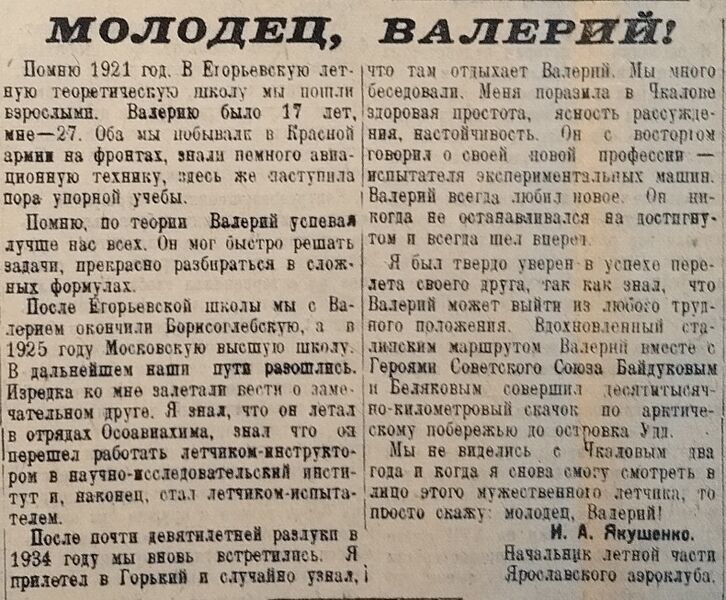 МОЛОДЕЦ, ВАЛЕРИЙ!
Помню 1921 год. В Егорьевскую лет-
ную теоретическую школу мы пошли
взрослыми. Валерию было 17 лет,
мне—27. Оба мы побывали в Красной
армии на фронтах, знали немного авиа-
ционную технику, здесь же наступила
пора упорной учебы.
Помню, по теории Валерий успевал
лучше нас всех. Он мог быстро решать
задачи, прекрасно разбираться в слож-
ных формулах.
После Егорьевской школы мы с Ва-
лерием окончили Борисоглебскую, а в
1925 году Московскую высшую школу.
В дальнейшем наши пути разошлись.
Изредка ко мне залетали вести о заме-
чательном друге. Я знал, что он летал
в отрядах Осоавиахима, знал что он
перешел работать летчиком-инструкто-
ром в научно-исследовательский инсти-
тут и, наконец, стал летчиком-испыта-
телем.
После почти девятилетней разлуки в
1934 году мы вновь встретились. Я
прилетел в Горький и случайно узнал,
что там отдыхает Валерий. Мы много
беседовали. Меня поразила в Чкалове
здоровая простота, ясность рассужде-
ния, настойчивость. Он с восторгом
говорил о своей новой профессии —
испытателя экспериментальных машин.
Валерий всегда любил новое. Он ни-
когда не останавливался на достигну-
том и всегда шел вперед.
Я был твердо уверен в успехе пере-
лета своего друга, так как знал, что
Валерий может выйти из любого труд-
ного положения. Вдохновленный ста-
линским маршрутом Валерий вместе с
Героями Советского Союза Байдуковым
и Беляковым совершил десятитысяч-
но-километровый скачок по арктиче-
скому побережью до островка Удд.
Мы не виделись с Чкаловым два
года и когда я снова смогу смотреть в
лицо этого мужественного летчика, то
просто скажу: молодец, Валерий!
И. А. Якушенко.
Начальник летной части
Ярославского аэроклуба.